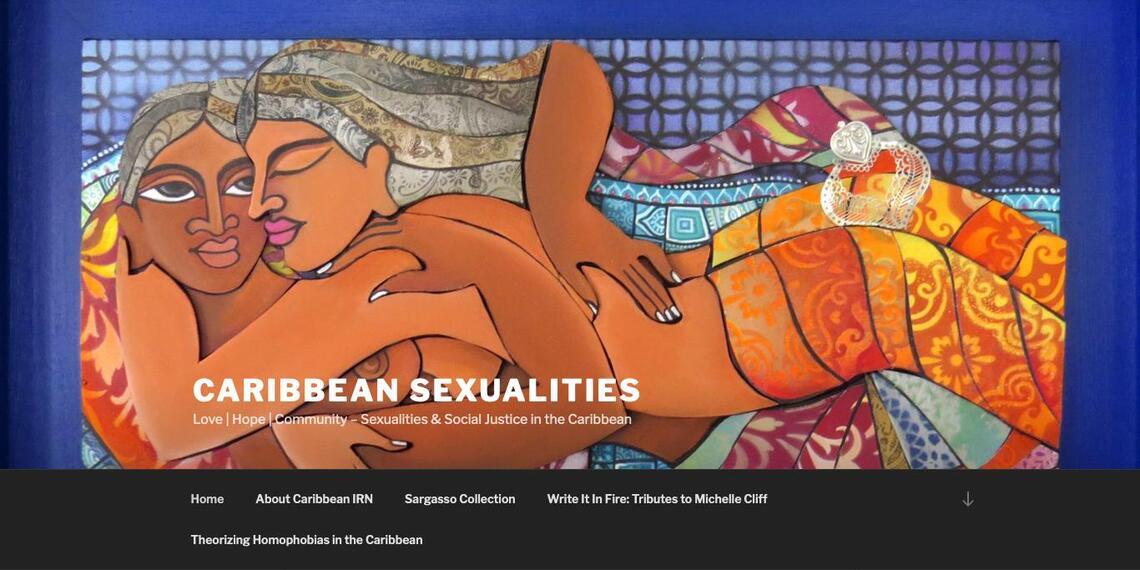 CARIBBEAN SEXUALITIES
Love | Hope | Community – Sexualities & Social Justice in the Caribbean
Home About Caribbean IRN Sargasso Collection Write It In Fire: Tributes to Michelle Cliff
Theorizing Homophobias in the Caribbean